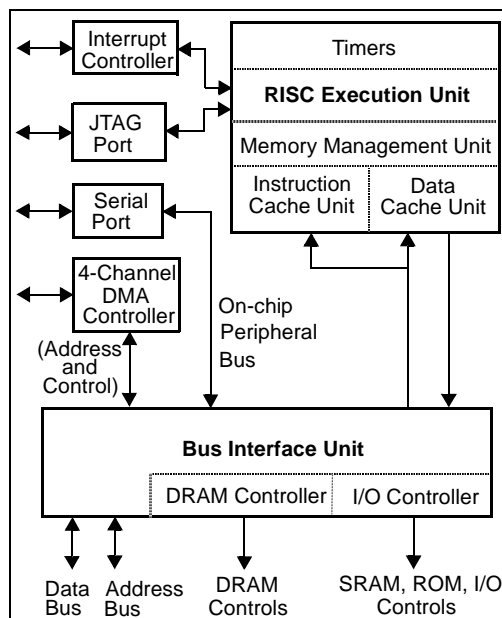 Interrupt
Controller
Timers
RISC Execution Unit
JTAG
Port
Memory Management Unit
Instruction
Cache Unit
Data
Cache Unit
Serial
Port
4-Channel
DMA
Controller
On-chip
Peripheral
Bus
(Address
and
Control)
Bus Interface Unit
DRAM Controller
I/O Controller
Data
Bus
Address
Bus
DRAM
Controls
SRAM, ROM, I/O
Controls